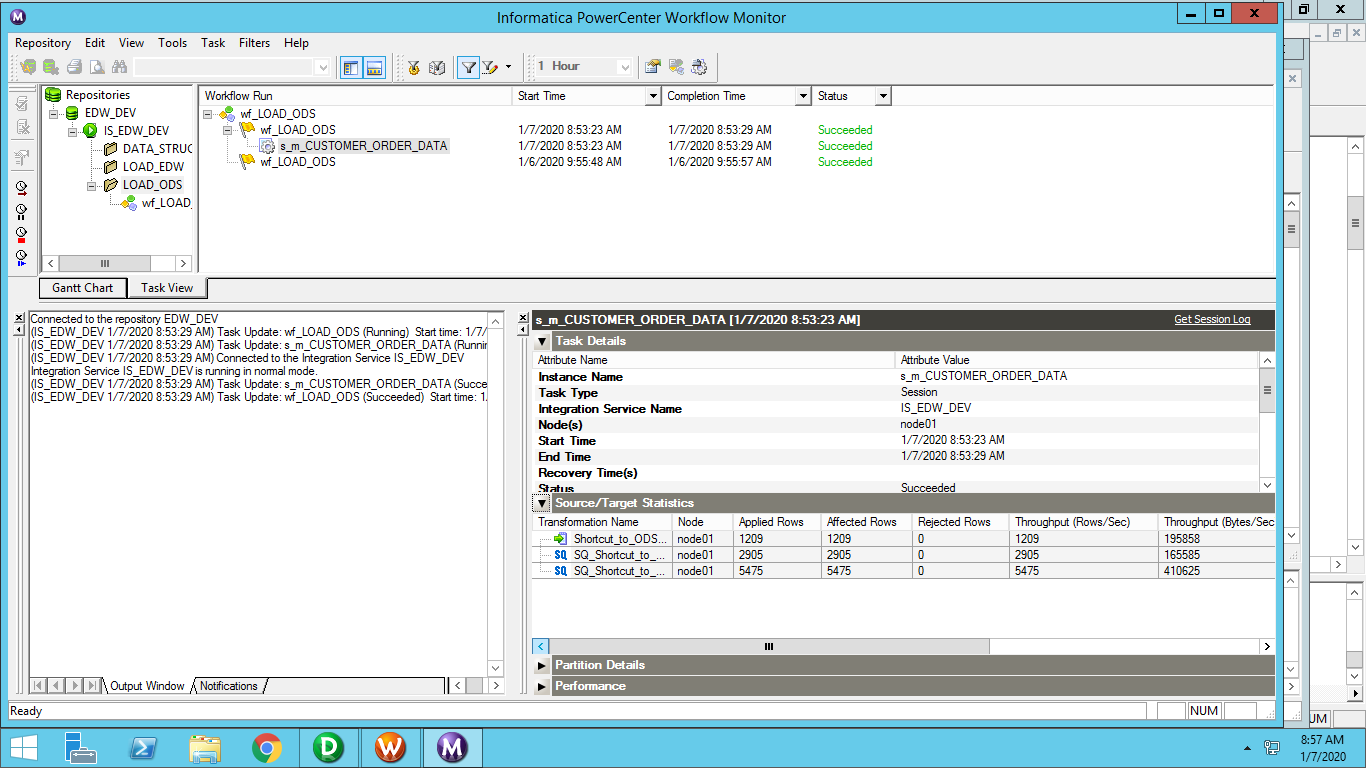 Informatica PowerCenter Workflow Monitor
Repository Edit View Tools Task Filters Help
1 Hour
Repositories
EDW_DEV
IS_EDW_DEV
DATA_STRUC
LOAD_EDW
LOAD_ODS
wf_LOAD_
Workflow Run Start Time Completion Time Status
wf_LOAD_ODS
wf_LOAD_ODS 1/7/2020 8:53:23 AM 1/7/2020 8:53:29 AM Succeeded
s_m_CUSTOMER_ORDER_DATA 1/7/2020 8:53:23 AM 1/7/2020 8:53:29 AM Succeeded
wf_LOAD_ODS 1/6/2020 9:55:48 AM 1/6/2020 9:55:57 AM Succeeded
Gantt Chart Task View
Connected to the repository EDW_DEV
(IS_EDW_DEV 1/7/2020 8:53:29 AM) Task Update: wf_LOAD_ODS (Running) Start time: 1/7/
(IS_EDW_DEV 1/7/2020 8:53:29 AM) Task Update: s_m_CUSTOMER_ORDER_DATA (Runnin
(IS_EDW_DEV 1/7/2020 8:53:29 AM) Connected to the Integration Service IS_EDW_DEV
Integration Service IS_EDW_DEV is running in normal mode.
(IS_EDW_DEV 1/7/2020 8:53:29 AM) Task Update: s_m_CUSTOMER_ORDER_DATA (Succe
(IS_EDW_DEV 1/7/2020 8:53:29 AM) Task Update: wf_LOAD_ODS (Succeeded) Start time: 1.
Output Window Notifications
s_m_CUSTOMER_ORDER_DATA [1/7/2020 8:53:23 AM] Get Session Log
Task Details
Attribute Name Attribute Value
Instance Name s_m_CUSTOMER_ORDER_DATA
Task Type Session
Integration Service Name IS_EDW_DEV
Node(s) node01
Start Time 1/7/2020 8:53:23 AM
End Time 1/7/2020 8:53:29 AM
Recovery Time(s)
Status Succeeded
Source/Target Statistics
Transformation Name Node Applied Rows Affected Rows Rejected Rows Throughput (Rows/Sec) Throughput (Bytes/Sec
Shortcut_to_ODS... node01 1209 1209 0 1209 195858
SQ SQ_Shortcut_to_... node01 2905 2905 0 2905 165585
SQ SQ_Shortcut_to_... node01 5475 5475 0 5475 410625
Partition Details
Performance
Ready NUM
UM
8:57 AM
1/7/2020